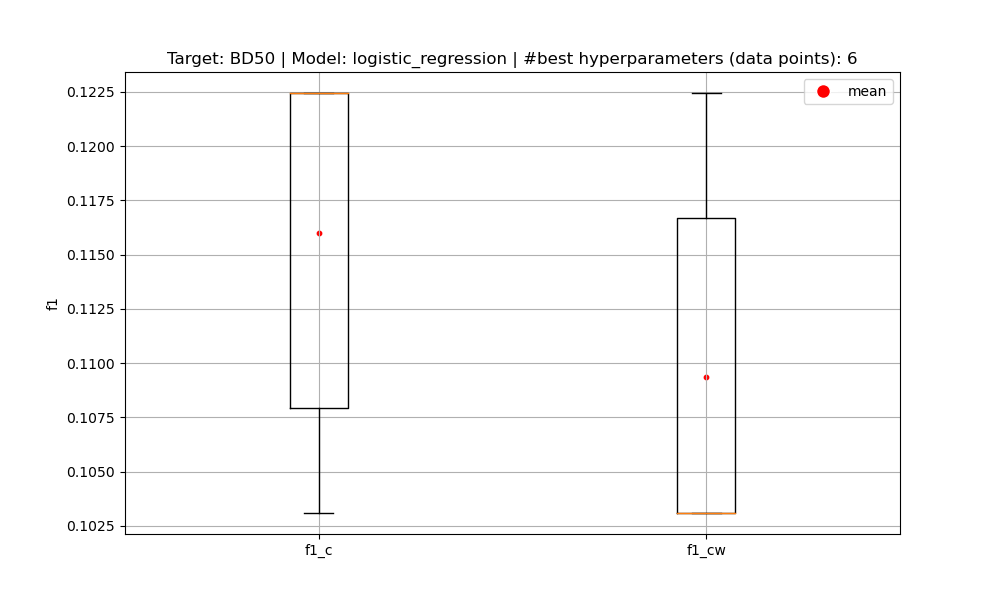 Target: BD50 | Model: logistic_regression | #best hyperparameters (data points): 6
mean
0.1225
0.1200
0.1175
0.1150
0.1125
0.1100
0.1075
0.1050
0.1025
f1
f1_c
f1_cw